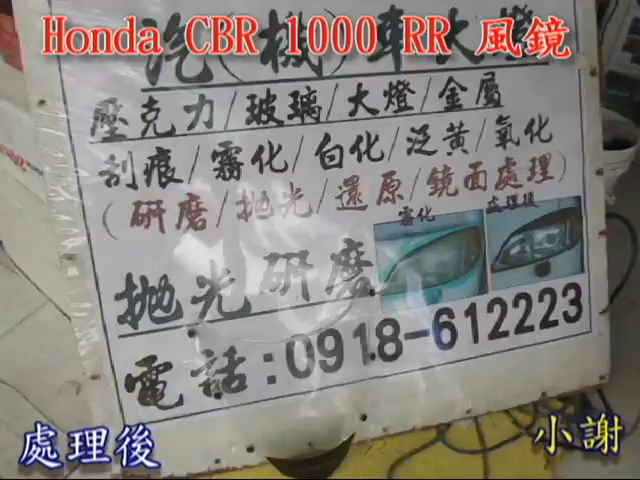 Honda CBR 1000 RR 風鏡
汽(機)車大燈
壓克力/玻璃/大燈/金屬
刮痕/霧化/白化/泛黃/氧化
(研磨/拋光/還原/鏡面處理)
霧化 處理後
拋光研磨
電話:0918-612223
處理後 小謝